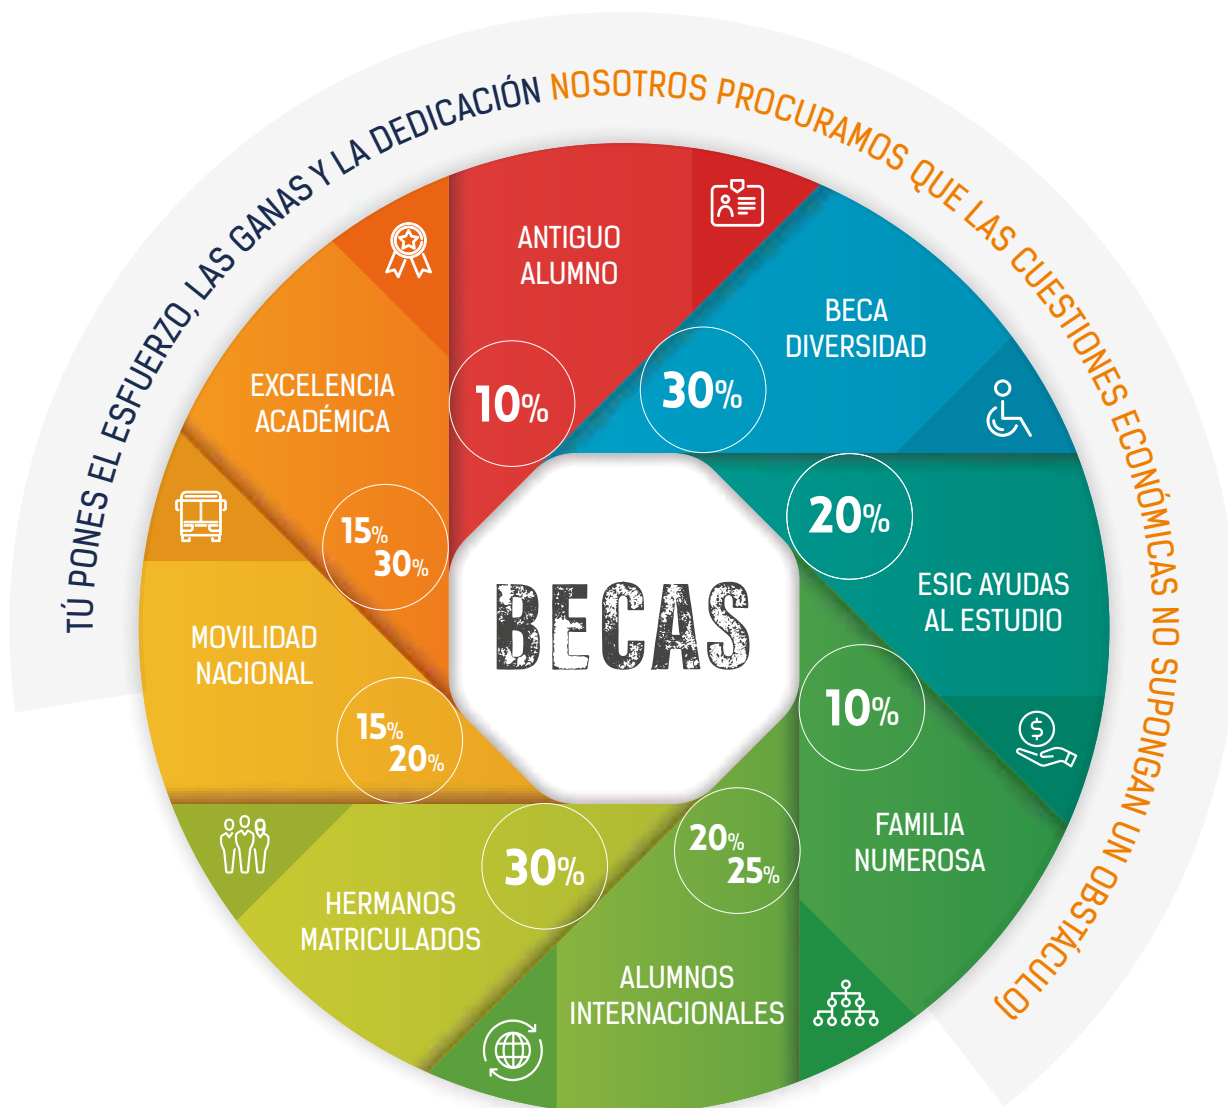 TÚ PONES EL ESFUERZO, LAS GANAS Y LA DEDICACIÓN NOSOTROS PROCURAMOS QUE LAS CUESTIONES ECONÓMICAS NO SUPONGAN UN OBSTÁCULO)
ANTIGUO
ALUMNO
10%
BECA
DIVERSIDAD
30%
20%
ESIC AYUDAS
AL ESTUDIO
10%
FAMILIA
NUMEROSA
20%
25%
ALUMNOS
INTERNACIONALES
30%
HERMANOS
MATRICULADOS
MOVILIDAD
NACIONAL
15%
20%
EXCELENCIA
ACADÉMICA
15%
30%
BECAS